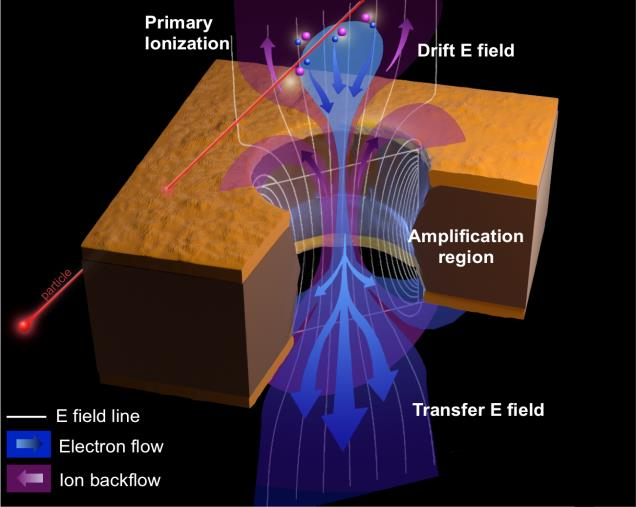 Primary
Ionization
Drift E field
Amplification
region
particle
Transfer E field
E field line
Electron flow
Ion backflow